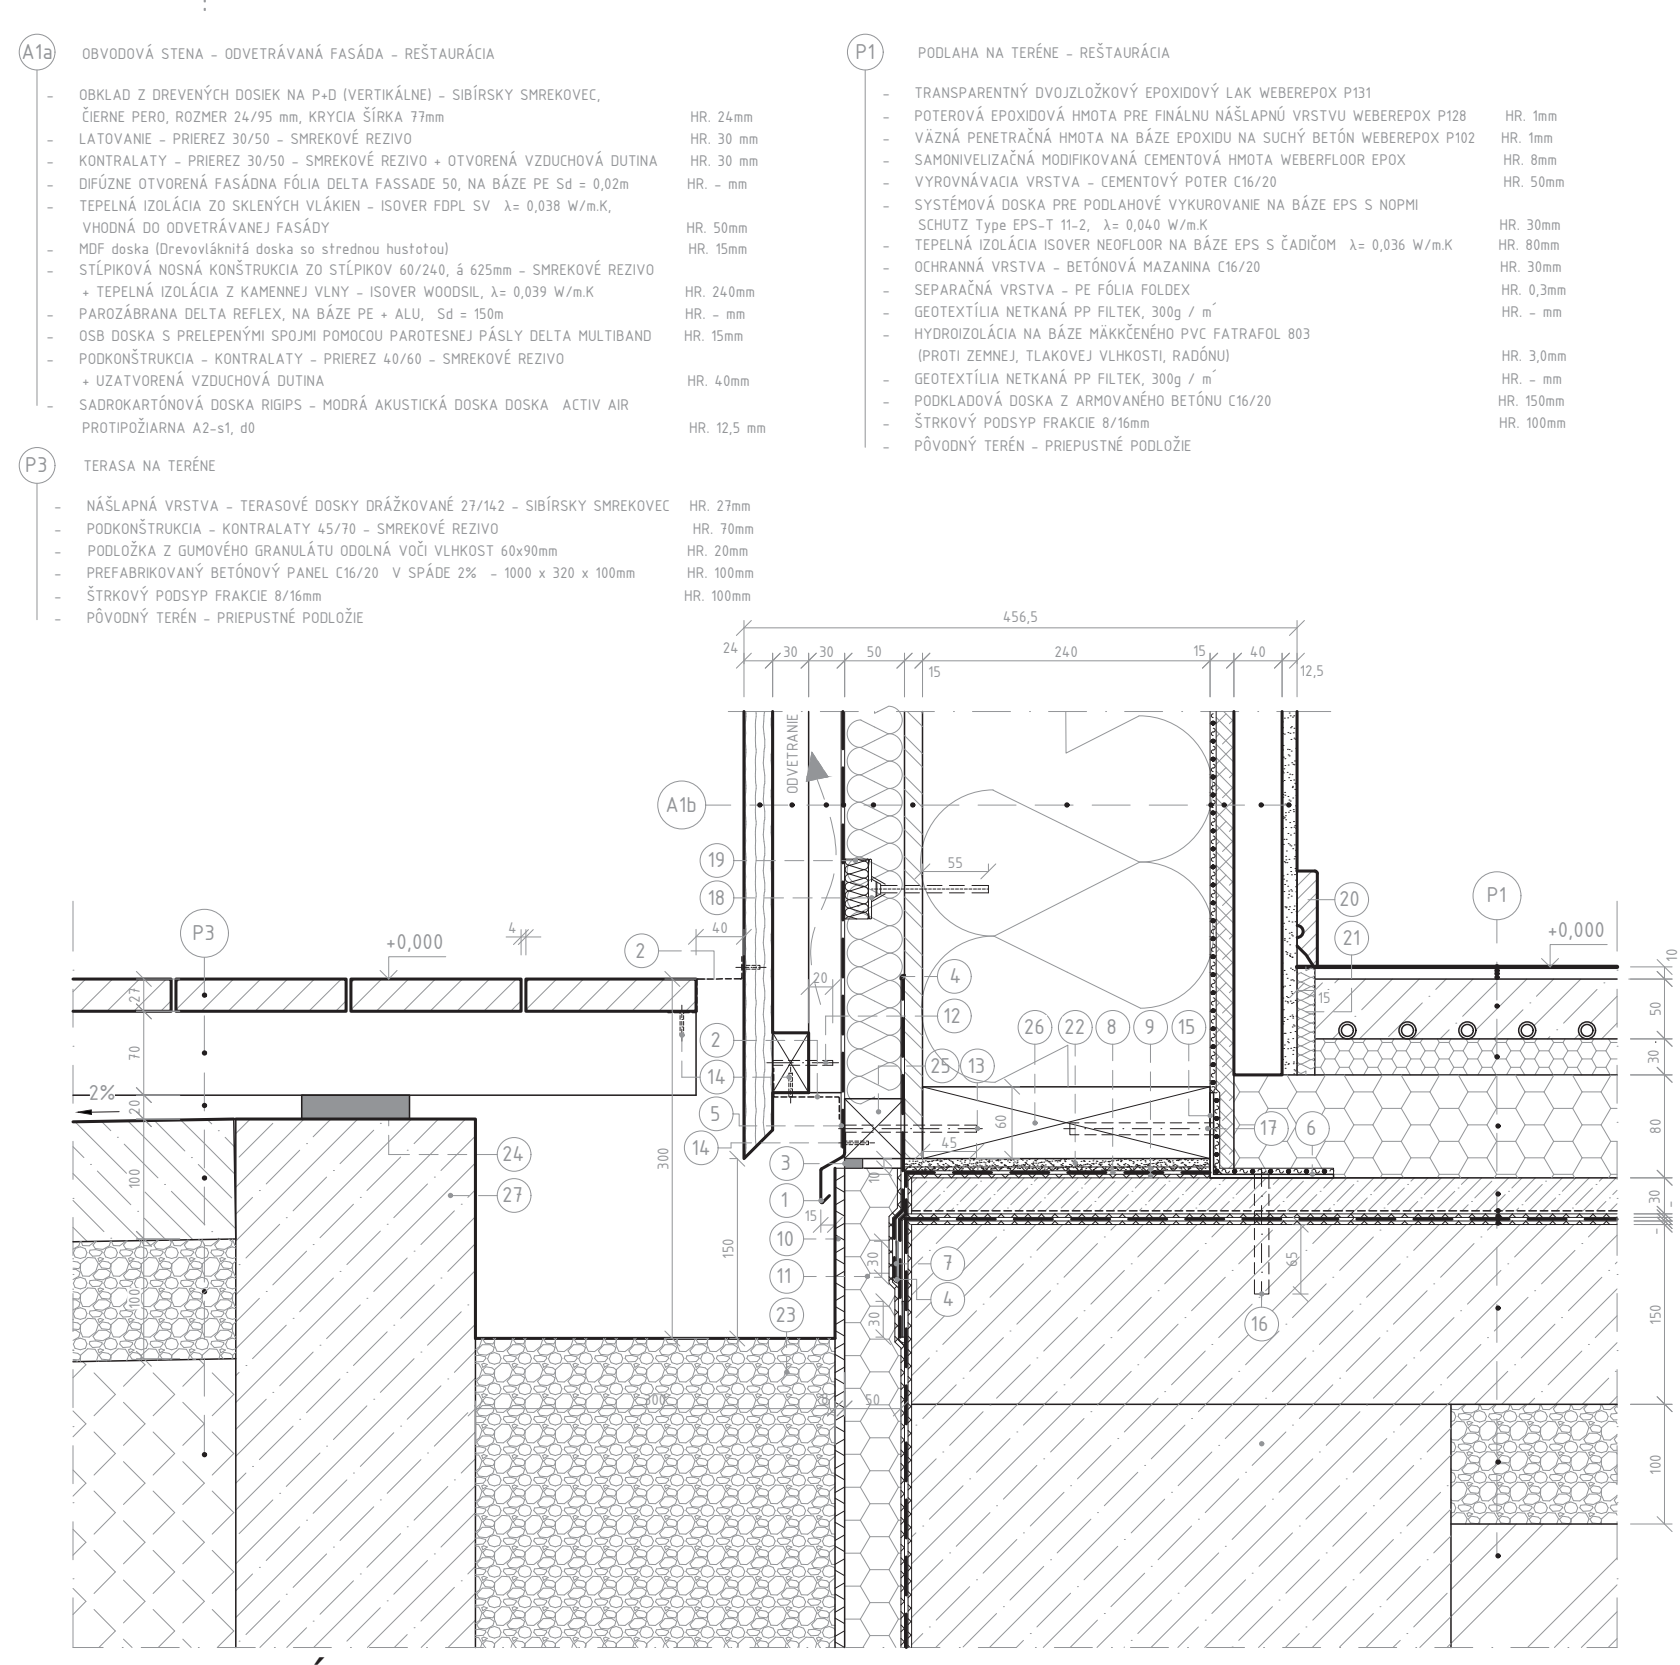 A1a OBVODOVÁ STENA - ODVETRÁVANÁ FASÁDA - REŠTAURÁCIA
- OBKLAD Z DREVENÝCH DOSIEK NA P+D (VERTIKÁLNE) - SIBÍRSKY SMREKOVEC,
ČIERNE PERO, ROZMER 24/95 mm, KRYCIA ŠÍRKA 77mm HR. 24mm
- LATOVANIE - PRIEREZ 30/50 - SMREKOVÉ REZIVO HR. 30 mm
- KONTRALATY - PRIEREZ 30/50 - SMREKOVÉ REZIVO + OTVORENÁ VZDUCHOVÁ DUTINA HR. 30 mm
- DIFÚZNE OTVORENÁ FASÁDNA FÓLIA DELTA FASSADE 50, NA BÁZE PE Sd = 0,02m HR. - mm
- TEPELNÁ IZOLÁCIA ZO SKLENÝCH VLÁKIEN - ISOVER FDPL SV λ= 0,038 W/m.K,
VHODNÁ DO ODVETRÁVANEJ FASÁDY HR. 50mm
- MDF doska (Drevovláknitá doska so strednou hustotou) HR. 15mm
- STĹPIKOVÁ NOSNÁ KONŠTRUKCIA ZO STĹPIKOV 60/240, á 625mm - SMREKOVÉ REZIVO
+ TEPELNÁ IZOLÁCIA Z KAMENNEJ VLNY - ISOVER WOODSIL, λ= 0,039 W/m.K HR. 240mm
- PAROZÁBRANA DELTA REFLEX, NA BÁZE PE + ALU, Sd = 150m HR. - mm
- OSB DOSKA S PRELEPENÝMI SPOJMI POMOCOU PAROTESNEJ PÁSLY DELTA MULTIBAND HR. 15mm
- PODKONŠTRUKCIA - KONTRALATY - PRIEREZ 40/60 - SMREKOVÉ REZIVO
+ UZATVORENÁ VZDUCHOVÁ DUTINA HR. 40mm
- SADROKARTÓNOVÁ DOSKA RIGIPS - MODRÁ AKUSTICKÁ DOSKA DOSKA ACTIV AIR
PROTIPOŽIARNA A2-s1, d0 HR. 12,5 mm
P3 TERASA NA TERÉNE
- NÁŠLAPNÁ VRSTVA - TERASOVÉ DOSKY DRÁŽKOVANÉ 27/142 - SIBÍRSKY SMREKOVEC HR. 27mm
- PODKONŠTRUKCIA - KONTRALATY 45/70 - SMREKOVÉ REZIVO HR. 70mm
- PODLOŽKA Z GUMOVÉHO GRANULÁTU ODOLNÁ VOČI VLHKOST 60x90mm HR. 20mm
- PREFABRIKOVANÝ BETÓNOVÝ PANEL C16/20 V SPÁDE 2% - 1000 x 320 x 100mm HR. 100mm
- ŠTRKOVÝ PODSYP FRAKCIE 8/16mm HR. 100mm
- PÔVODNÝ TERÉN - PRIEPUSTNÉ PODLOŽIE
P1 PODLAHA NA TERÉNE - REŠTAURÁCIA
- TRANSPARENTNÝ DVOJZLOŽKOVÝ EPOXIDOVÝ LAK WEBEREPOX P131
- POTEROVÁ EPOXIDOVÁ HMOTA PRE FINÁLNU NÁŠLAPNÚ VRSTVU WEBEREPOX P128 HR. 1mm
- VÄZNÁ PENETRAČNÁ HMOTA NA BÁZE EPOXIDU NA SUCHÝ BETÓN WEBEREPOX P102 HR. 1mm
- SAMONIVELIZAČNÁ MODIFIKOVANÁ CEMENTOVÁ HMOTA WEBERFLOOR EPOX HR. 8mm
- VYROVNÁVACIA VRSTVA - CEMENTOVÝ POTER C16/20 HR. 50mm
- SYSTÉMOVÁ DOSKA PRE PODLAHOVÉ VYKUROVANIE NA BÁZE EPS S NOPMI
SCHUTZ Type EPS-T 11-2, λ= 0,040 W/m.K HR. 30mm
- TEPELNÁ IZOLÁCIA ISOVER NEOFLOOR NA BÁZE EPS S ČADIČOM λ= 0,036 W/m.K HR. 80mm
- OCHRANNÁ VRSTVA - BETÓNOVÁ MAZANINA C16/20 HR. 30mm
- SEPARAČNÁ VRSTVA - PE FÓLIA FOLDEX HR. 0,3mm
- GEOTEXTÍLIA NETKANÁ PP FILTEK, 300g / m´ HR. - mm
- HYDROIZOLÁCIA NA BÁZE MÄKKČENÉHO PVC FATRAFOL 803
(PROTI ZEMNEJ, TLAKOVEJ VLHKOSTI, RADÓNU) HR. 3,0mm
- GEOTEXTÍLIA NETKANÁ PP FILTEK, 300g / m´ HR. - mm
- PODKLADOVÁ DOSKA Z ARMOVANÉHO BETÓNU C16/20 HR. 150mm
- ŠTRKOVÝ PODSYP FRAKCIE 8/16mm HR. 100mm
- PÔVODNÝ TERÉN - PRIEPUSTNÉ PODLOŽIE
456,5
24 30 30 50 15 240 15 40 12,5
ODVETRANIE
A1b
19 55
18 20 P1
P3 +0,000 4 40 2 21 +0,000 10
20 4
27 15 50
12
2 26 22 8 9 15
70 30
25 13
14
2% 20
5 60 17 6 80
14 45
300
24 3 10
100 27 1 30
15
10 150 65
30 7
11
100 4
23 30 16 150
300 8 50
100